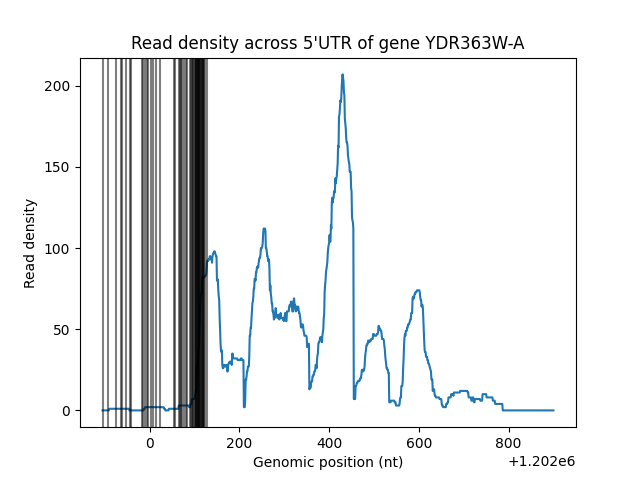 Read density across 5'UTR of gene YDR363W-A
200
150
100
50
0
Read density
0
200
400
600
800
Genomic position (nt)
+1.202e6